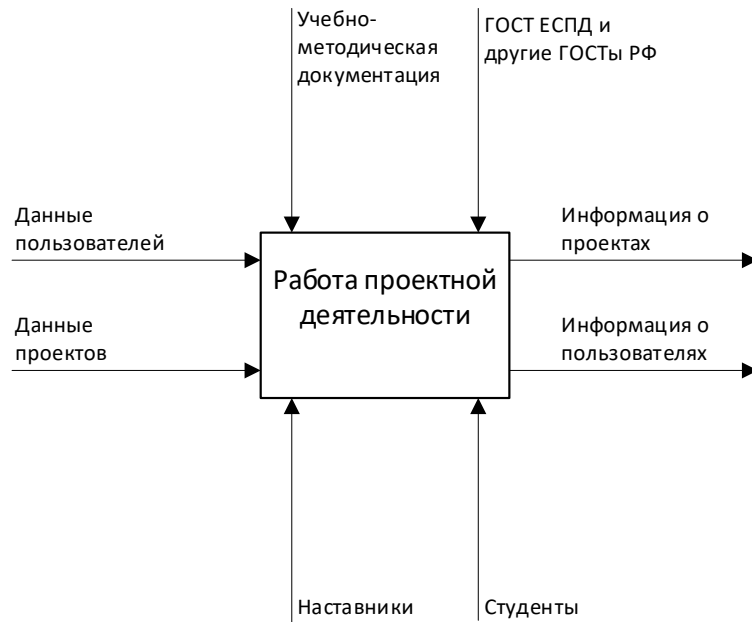 Учебно-
методическая
документация
ГОСТ ЕСПД и
другие ГОСТы РФ
Данные
пользователей
Информация о
проектах
Работа проектной
деятельности
Данные
проектов
Информация о
пользователях
Наставники
Студенты